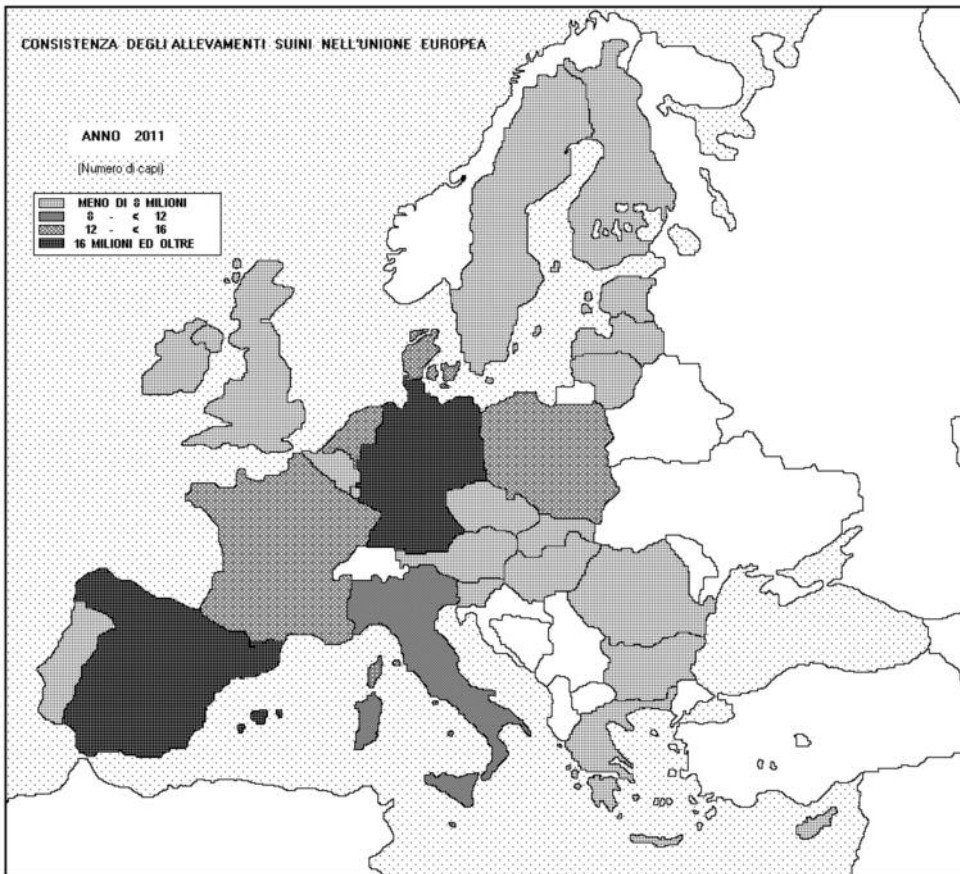 CONSISTENZA DEGLI ALLEVAMENTI SUINI NELL'UNIONE EUROPEA
ANNO 2011
(Numero di capi)
MENO DI 8 MILIONI
8 - < 12
12 - < 16
16 MILIONI ED OLTRE